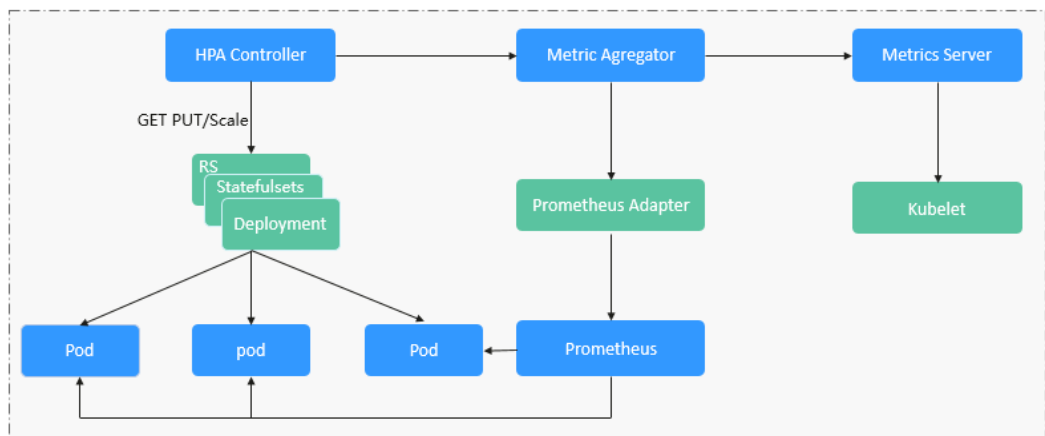 HPA Controller
Metric Agregator
Metrics Server
GET PUT/Scale
RS
Statefulsets
Deployment
Prometheus Adapter
Kubelet
Pod
pod
Pod
Prometheus